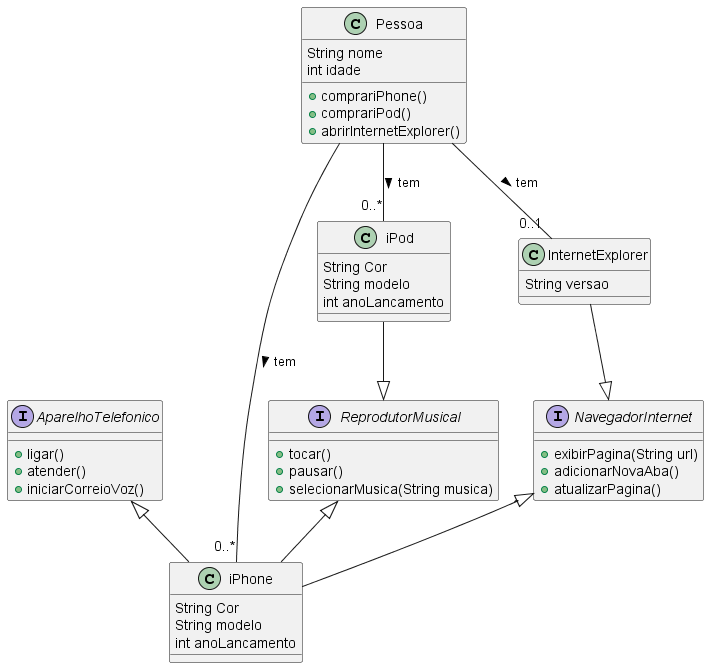 C Pessoa
String nome
int idade
comprariPhone()
comprariPod()
abrirInternetExplorer()
tem
tem
0..*
0..1
C iPod
String Cor
String modelo
int anoLancamento
C InternetExplorer
String versao
tem
I AparelhoTelefonico
ligar()
atender()
iniciarCorreioVoz()
I ReprodutorMusical
tocar()
pausar()
selecionarMusica(String musica)
I NavegadorInternet
exibirPagina(String url)
adicionarNovaAba()
atualizarPagina()
0..*
C iPhone
String Cor
String modelo
int anoLancamento